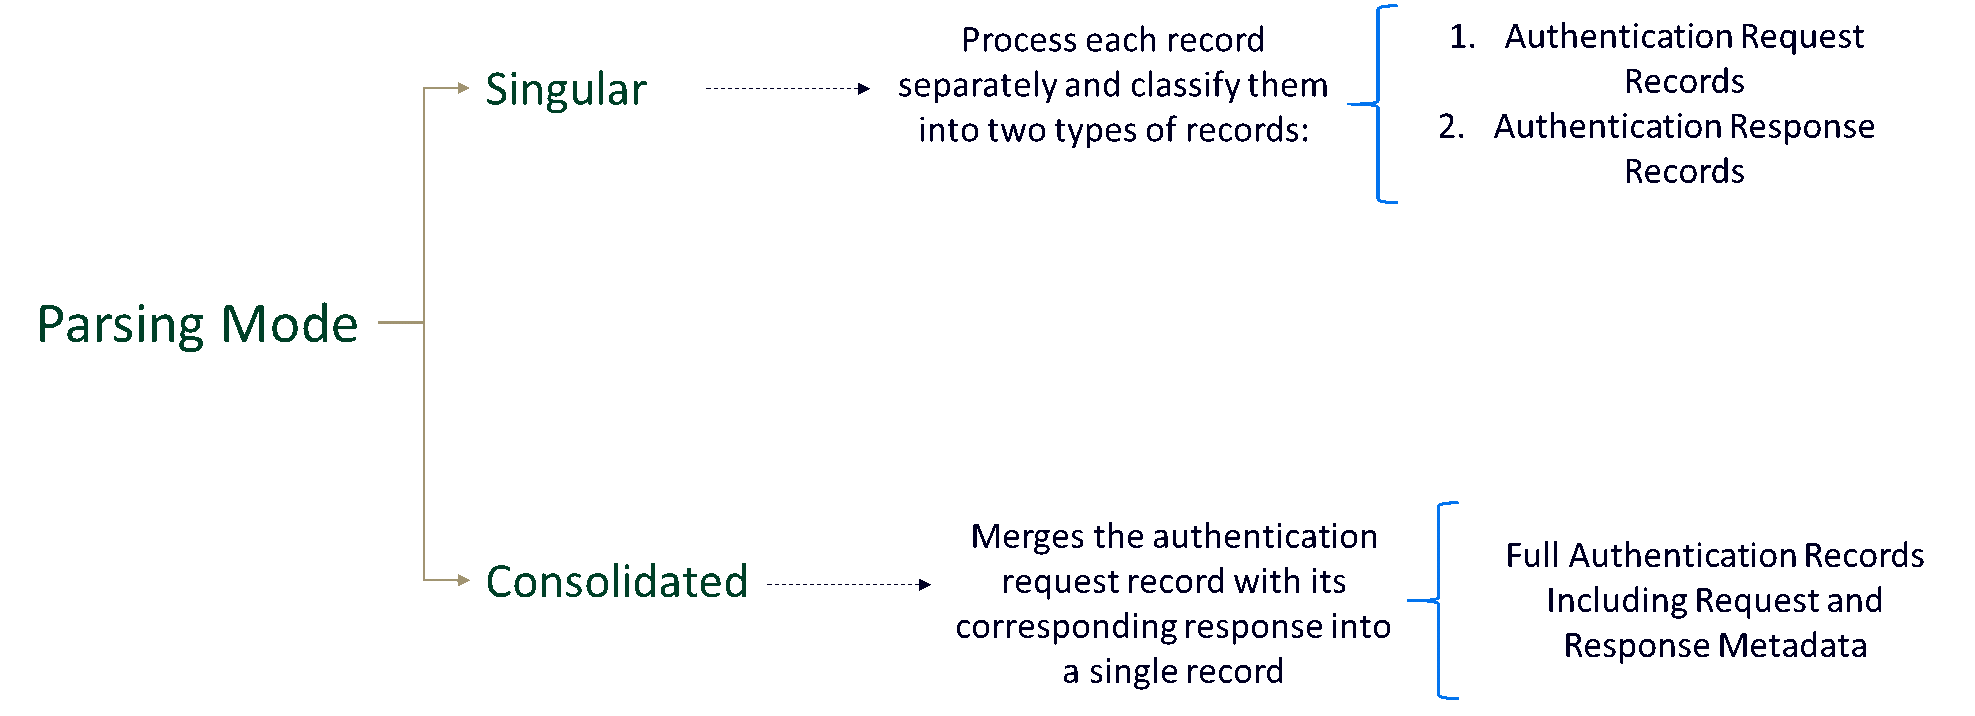 Parsing Mode
Singular
Process each record
separately and classify them
into two types of records:
1. Authentication Request
Records
2. Authentication Response
Records
Consolidated
Merges the authentication
request record with its
corresponding response into
a single record
Full Authentication Records
Including Request and
Response Metadata